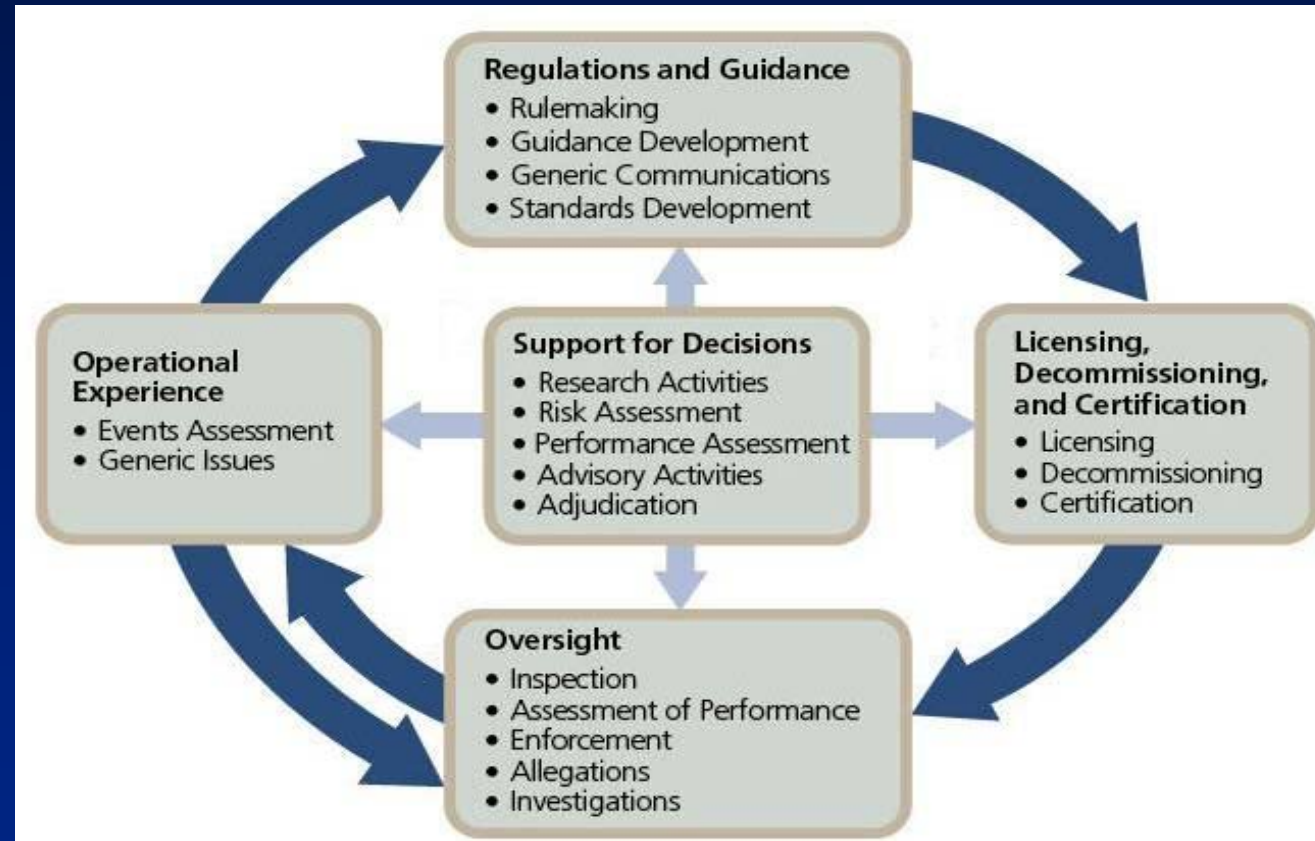 Regulations and Guidance
• Rulemaking
• Guidance Development
• Generic Communications
• Standards Development
Operational
Experience
• Events Assessment
• Generic Issues
Support for Decisions
• Research Activities
• Risk Assessment
• Performance Assessment
• Advisory Activities
• Adjudication
Licensing,
Decommissioning,
and Certification
• Licensing
• Decommissioning
• Certification
Oversight
• Inspection
• Assessment of Performance
• Enforcement
• Allegations
• Investigations